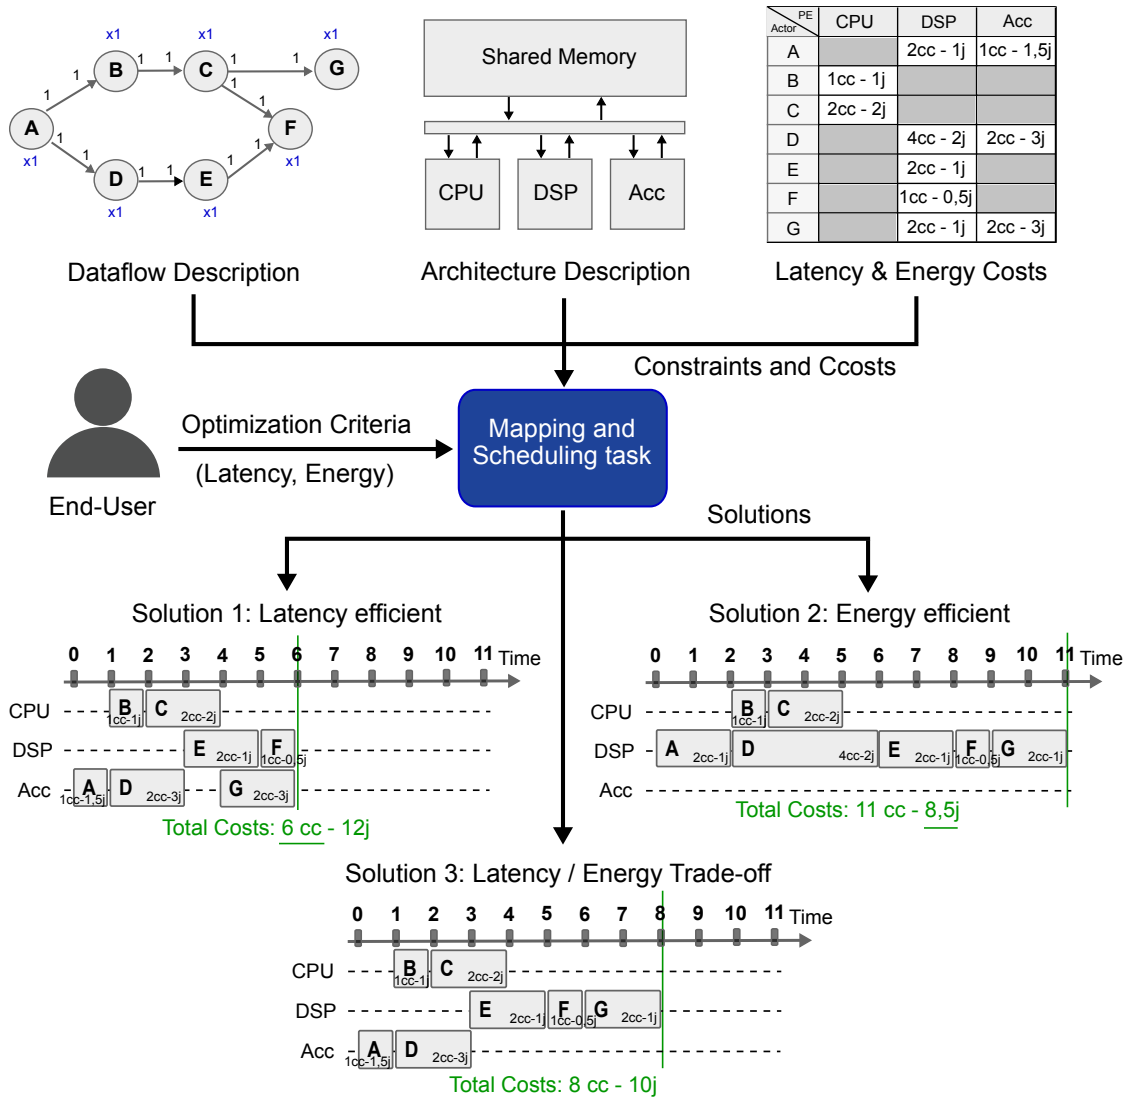 x1 x1 x1
B 1 1 C 1 1 G
1 1 1
A F
1 1
x1 x1
D 1 1 E
x1 x1
Dataflow Description
Shared Memory
CPU DSP Acc
Architecture Description
PE
Actor CPU DSP Acc
A 2cc - 1j 1cc - 1,5j
B 1cc - 1j
C 2cc - 2j
D 4cc - 2j 2cc - 3j
E 2cc - 1j
F 1cc - 0,5j
G 2cc - 1j 2cc - 3j
Latency & Energy Costs
Constraints and Ccosts
End-User
Optimization Criteria
(Latency, Energy)
Mapping and
Scheduling task
Solutions
Solution 1: Latency efficient
0 1 2 3 4 5 6 7 8 9 10 11 Time
CPU B 1cc-1j C 2cc-2j
DSP E 2cc-1j F 1cc-0,5j
Acc A 1cc-1,5j D 2cc-3j G 2cc-3j
Total Costs: 6 cc - 12j
Solution 2: Energy efficient
0 1 2 3 4 5 6 7 8 9 10 11 Time
CPU B 1cc-1j C 2cc-2j
DSP A 2cc-1j D 4cc-2j E 2cc-1j F 1cc-0,5j G 2cc-1j
Acc
Total Costs: 11 cc - 8,5j
Solution 3: Latency / Energy Trade-off
0 1 2 3 4 5 6 7 8 9 10 11 Time
CPU B 1cc-1j C 2cc-2j
DSP E 2cc-1j F 1cc-0,5j G 2cc-1j
Acc A 1cc-1,5j D 2cc-3j
Total Costs: 8 cc - 10j